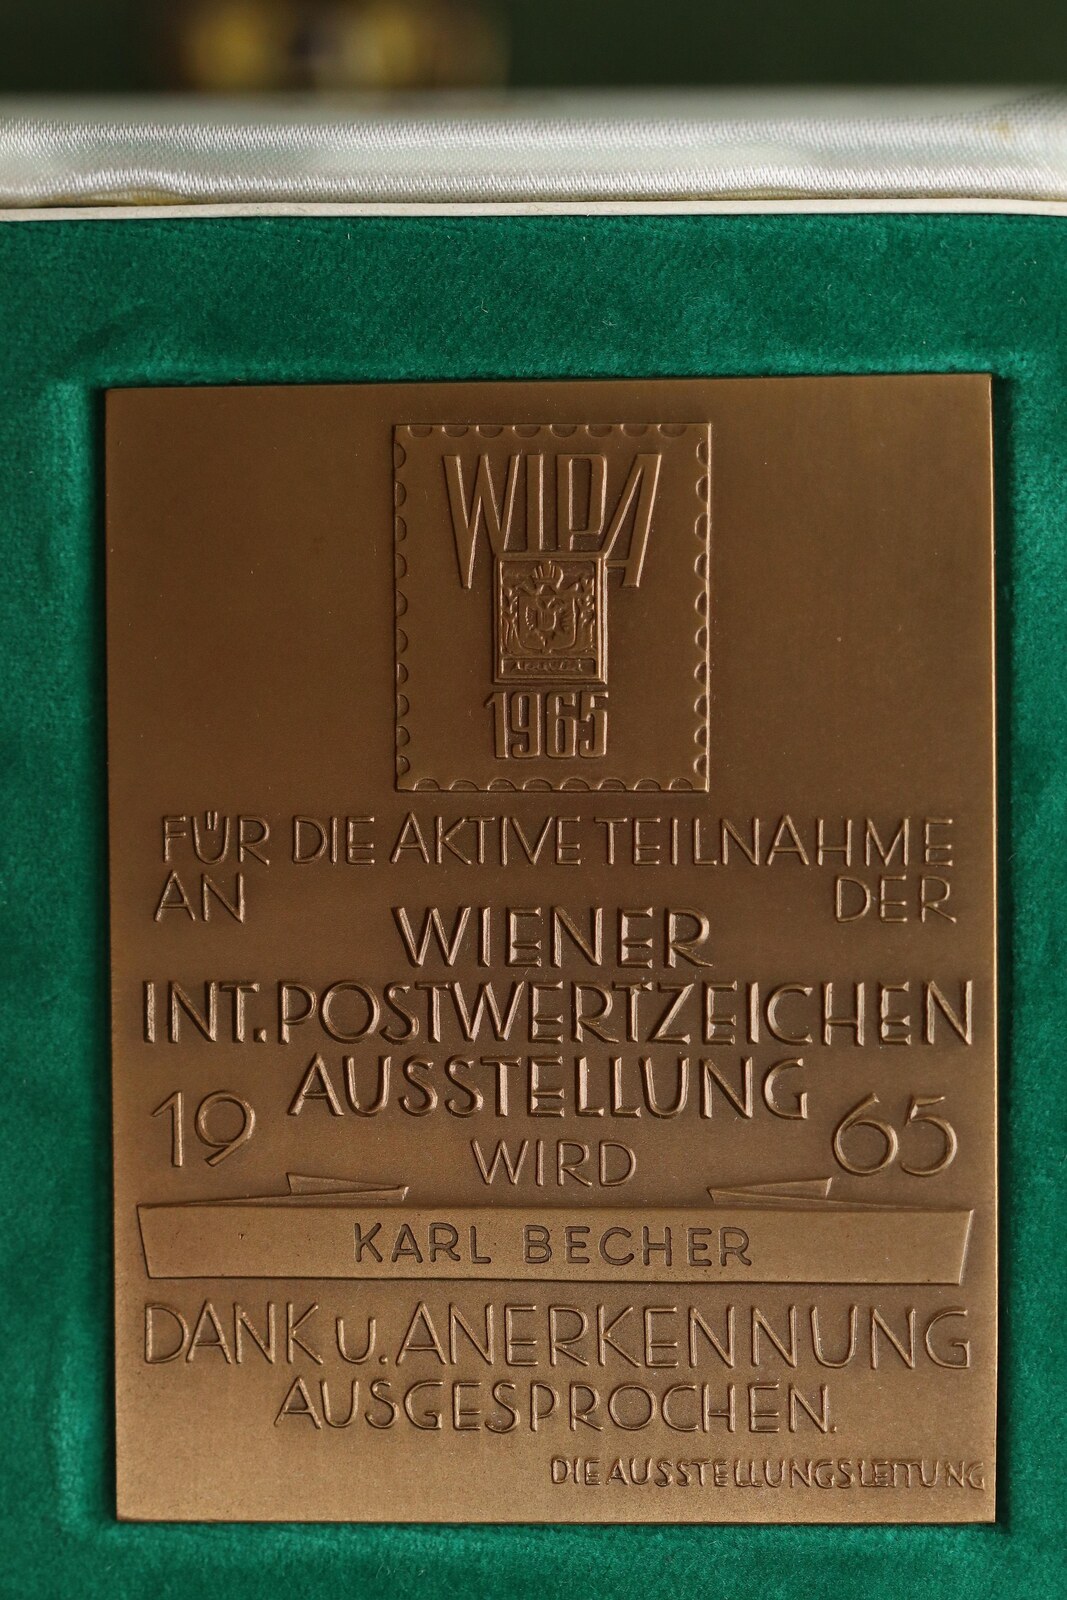 WIPA
1965
FÜR DIE AKTIVE TEILNAHME
AN DER
WIENER
INT. POSTWERTZEICHEN
AUSSTELLUNG
19 65
WIRD
KARL BECHER
DANK u. ANERKENNUNG
AUSGESPROCHEN.
DIE AUSSTELLUNGSLEITUNG